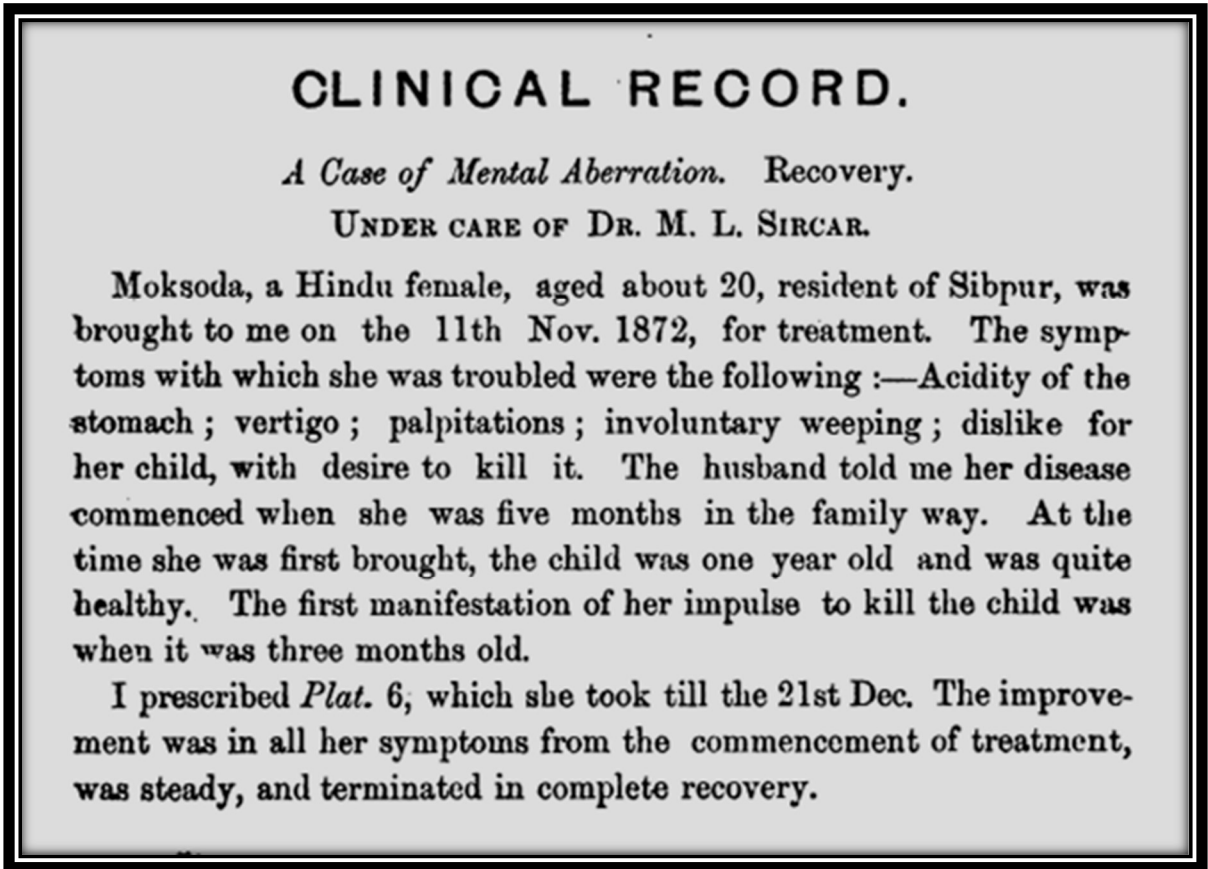 CLINICAL RECORD.
A Case of Mental Aberration. Recovery.
UNDER CARE OF DR. M. L. SIRCAR.
Moksoda, a Hindu female, aged about 20, resident of Sibpur, was
brought to me on the 11th Nov. 1872, for treatment. The symp-
toms with which she was troubled were the following :—Acidity of the
stomach ; vertigo ; palpitations ; involuntary weeping ; dislike for
her child, with desire to kill it. The husband told me her disease
commenced when she was five months in the family way. At the
time she was first brought, the child was one year old and was quite
healthy. The first manifestation of her impulse to kill the child was
when it was three months old.
I prescribed Plat. 6, which she took till the 21st Dec. The improve-
ment was in all her symptoms from the commencement of treatment,
was steady, and terminated in complete recovery.